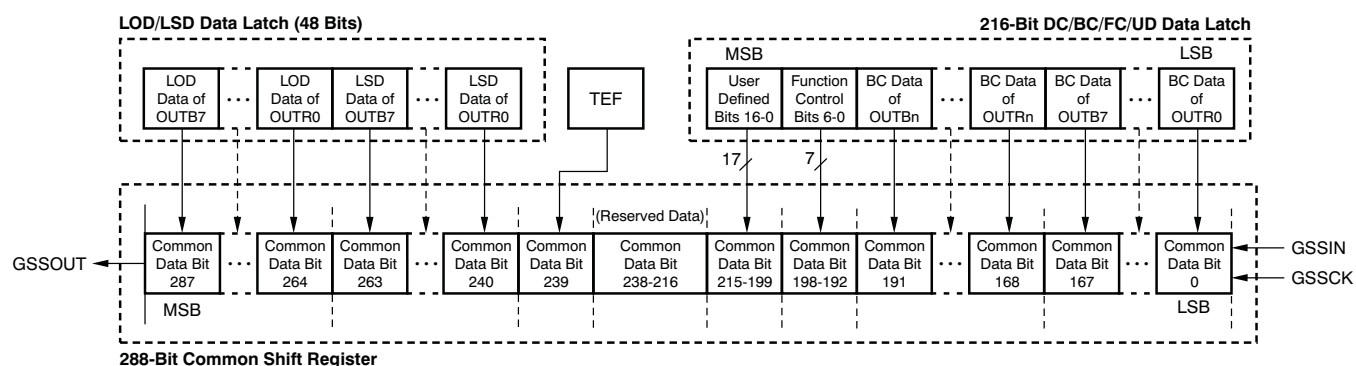 LOD/LSD Data Latch (48 Bits)
216-Bit DC/BC/FC/UD Data Latch
MSB
LSB
LOD
Data of
OUTB7
...
LOD
Data of
OUTR0
LSD
Data of
OUTB7
...
LSD
Data of
OUTR0
TEF
User
Defined
Bits 16-0
Function
Control
Bits 6-0
BC Data
of
OUTBn
...
BC Data
of
OUTRn
BC Data
of
OUTB7
...
BC Data
of
OUTR0
17
7
(Reserved Data)
GSSOUT
Common
Data Bit
287
...
Common
Data Bit
264
Common
Data Bit
263
...
Common
Data Bit
240
Common
Data Bit
239
Common
Data Bit
238-216
Common
Data Bit
215-199
Common
Data Bit
198-192
Common
Data Bit
191
...
Common
Data Bit
168
Common
Data Bit
167
...
Common
Data Bit
0
GSSIN
GSSCK
MSB
LSB
288-Bit Common Shift Register